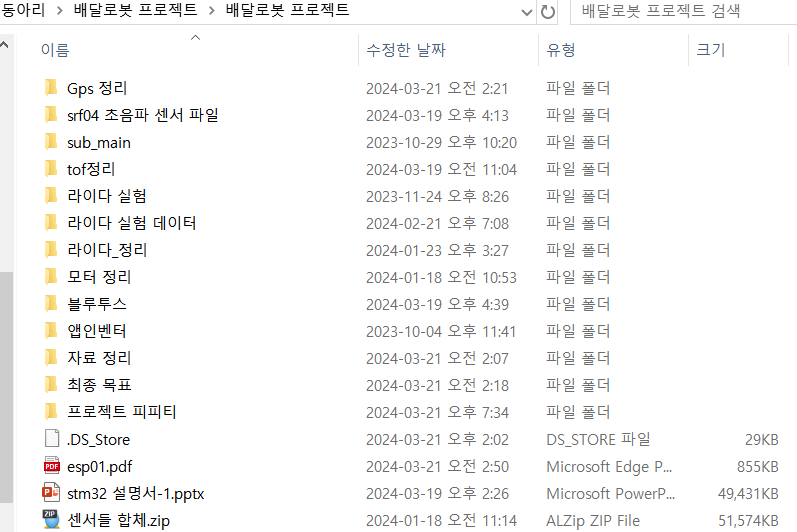 동아리 > 배달로봇 프로젝트 > 배달로봇 프로젝트 배달로봇 프로젝트 검색
이름 수정한 날짜 유형 크기
Gps 정리 2024-03-21 오전 2:21 파일 폴더
srf04 초음파 센서 파일 2024-03-19 오후 4:13 파일 폴더
sub_main 2023-10-29 오후 10:20 파일 폴더
tof정리 2024-03-19 오전 11:04 파일 폴더
라이다 실험 2023-11-24 오후 8:26 파일 폴더
라이다 실험 데이터 2024-02-21 오후 7:08 파일 폴더
라이다_정리 2024-01-23 오후 3:27 파일 폴더
모터 정리 2024-01-18 오전 10:53 파일 폴더
블루투스 2024-03-19 오후 4:39 파일 폴더
앱인벤터 2023-10-04 오후 11:41 파일 폴더
자료 정리 2024-03-21 오전 2:07 파일 폴더
최종 목표 2024-03-21 오전 2:18 파일 폴더
프로젝트 피피티 2024-03-21 오후 7:34 파일 폴더
.DS_Store 2024-03-21 오후 2:02 DS_STORE 파일 29KB
esp01.pdf 2024-03-21 오전 2:50 Microsoft Edge P... 855KB
stm32 설명서-1.pptx 2024-03-19 오후 2:26 Microsoft PowerP... 49,431KB
센서들 합체.zip 2024-01-18 오전 11:14 ALZip ZIP File 51,574KB